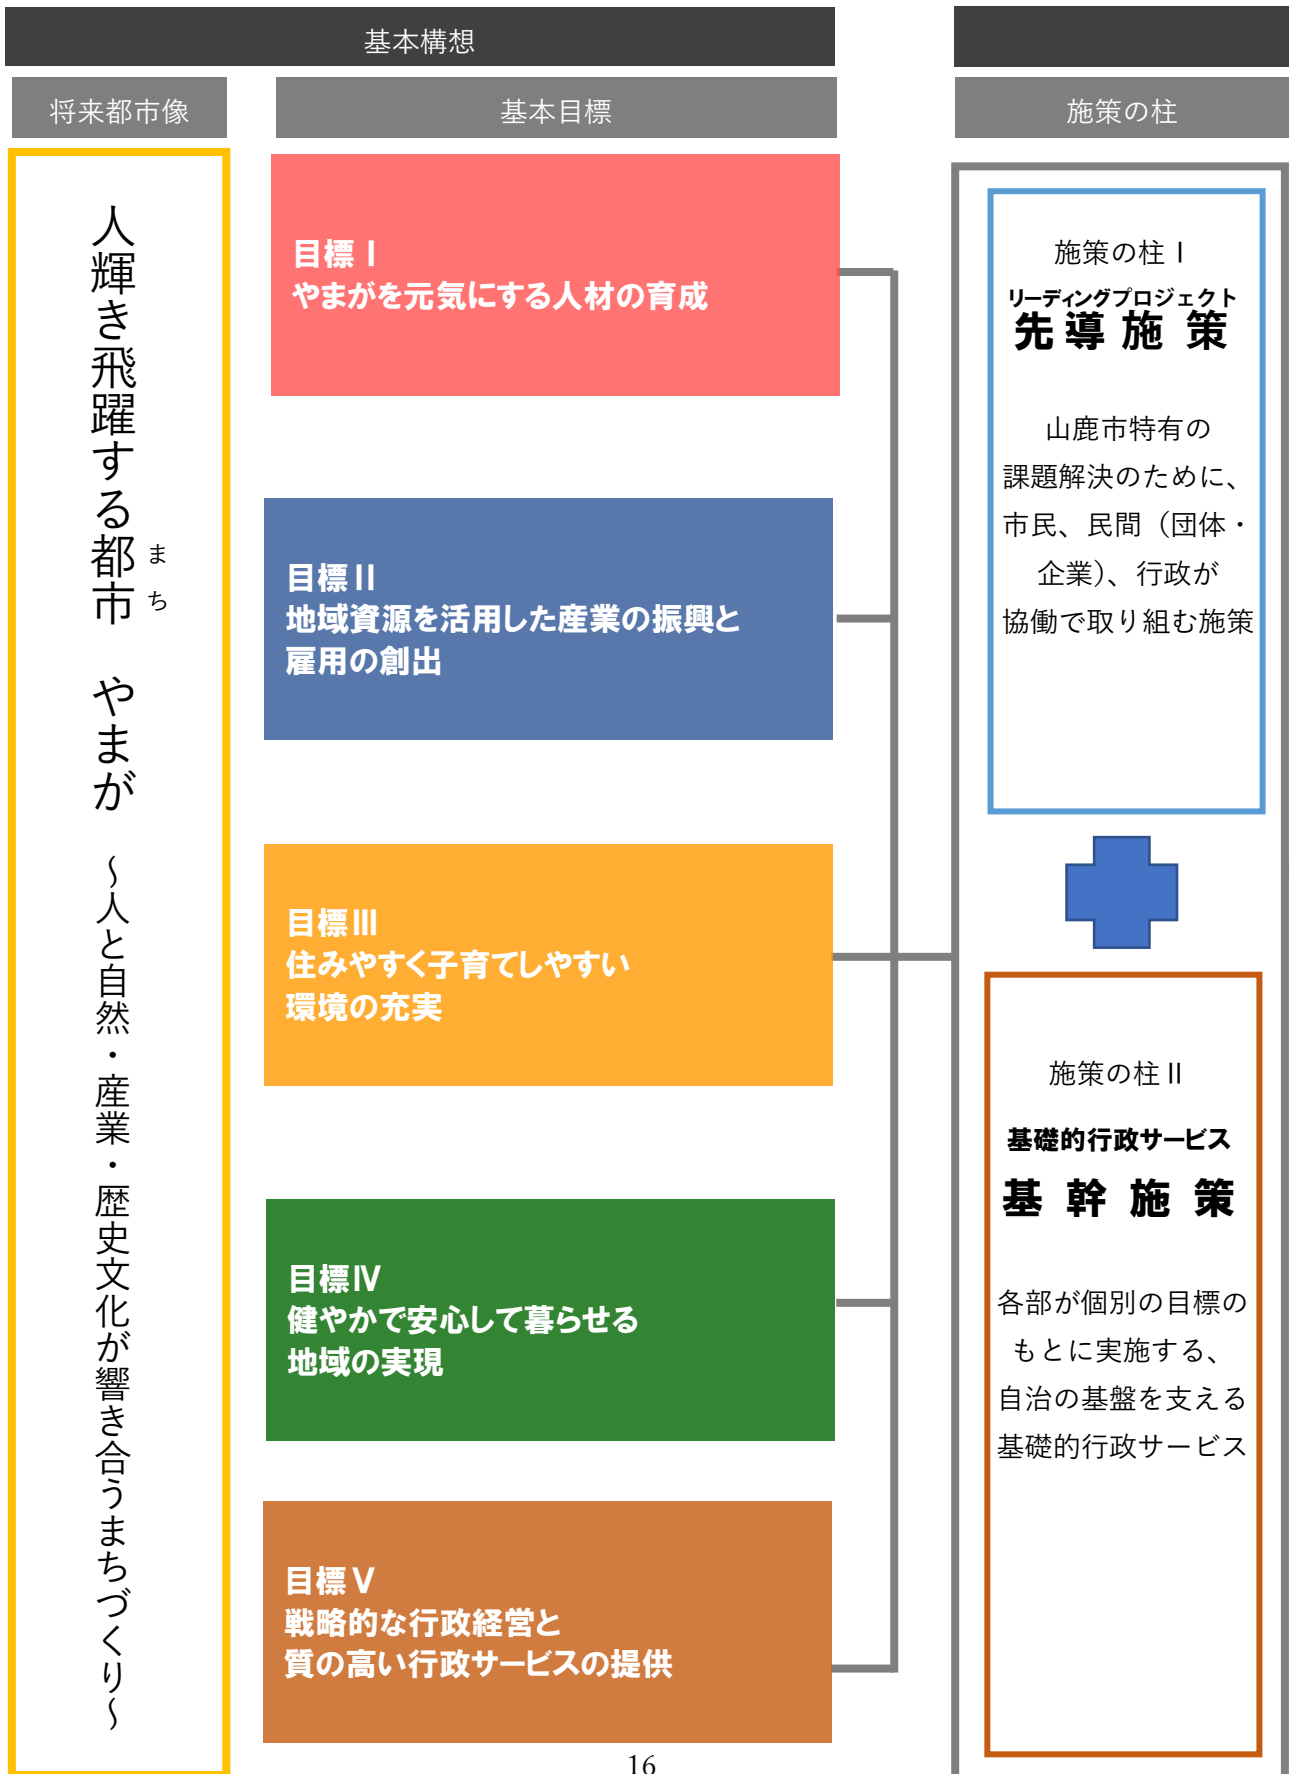 基本構想
将来都市像
基本目標
施策の柱
人輝き飛躍する都市 やまが ~人と自然・産業・歴史文化が響き合うまちづくり~
まち
目標Ⅰ
やまがを元気にする人材の育成
目標Ⅱ
地域資源を活用した産業の振興と
雇用の創出
目標Ⅲ
住みやすく子育てしやすい
環境の充実
目標Ⅳ
健やかで安心して暮らせる
地域の実現
目標Ⅴ
戦略的な行政経営と
質の高い行政サービスの提供
施策の柱Ⅰ
リーディングプロジェクト
先導施策
山鹿市特有の
課題解決のために、
市民、民間（団体・
企業）、行政が
協働で取り組む施策
施策の柱Ⅱ
基礎的行政サービス
基幹施策
各部が個別の目標の
もとに実施する、
自治の基盤を支える
基礎的行政サービス
16